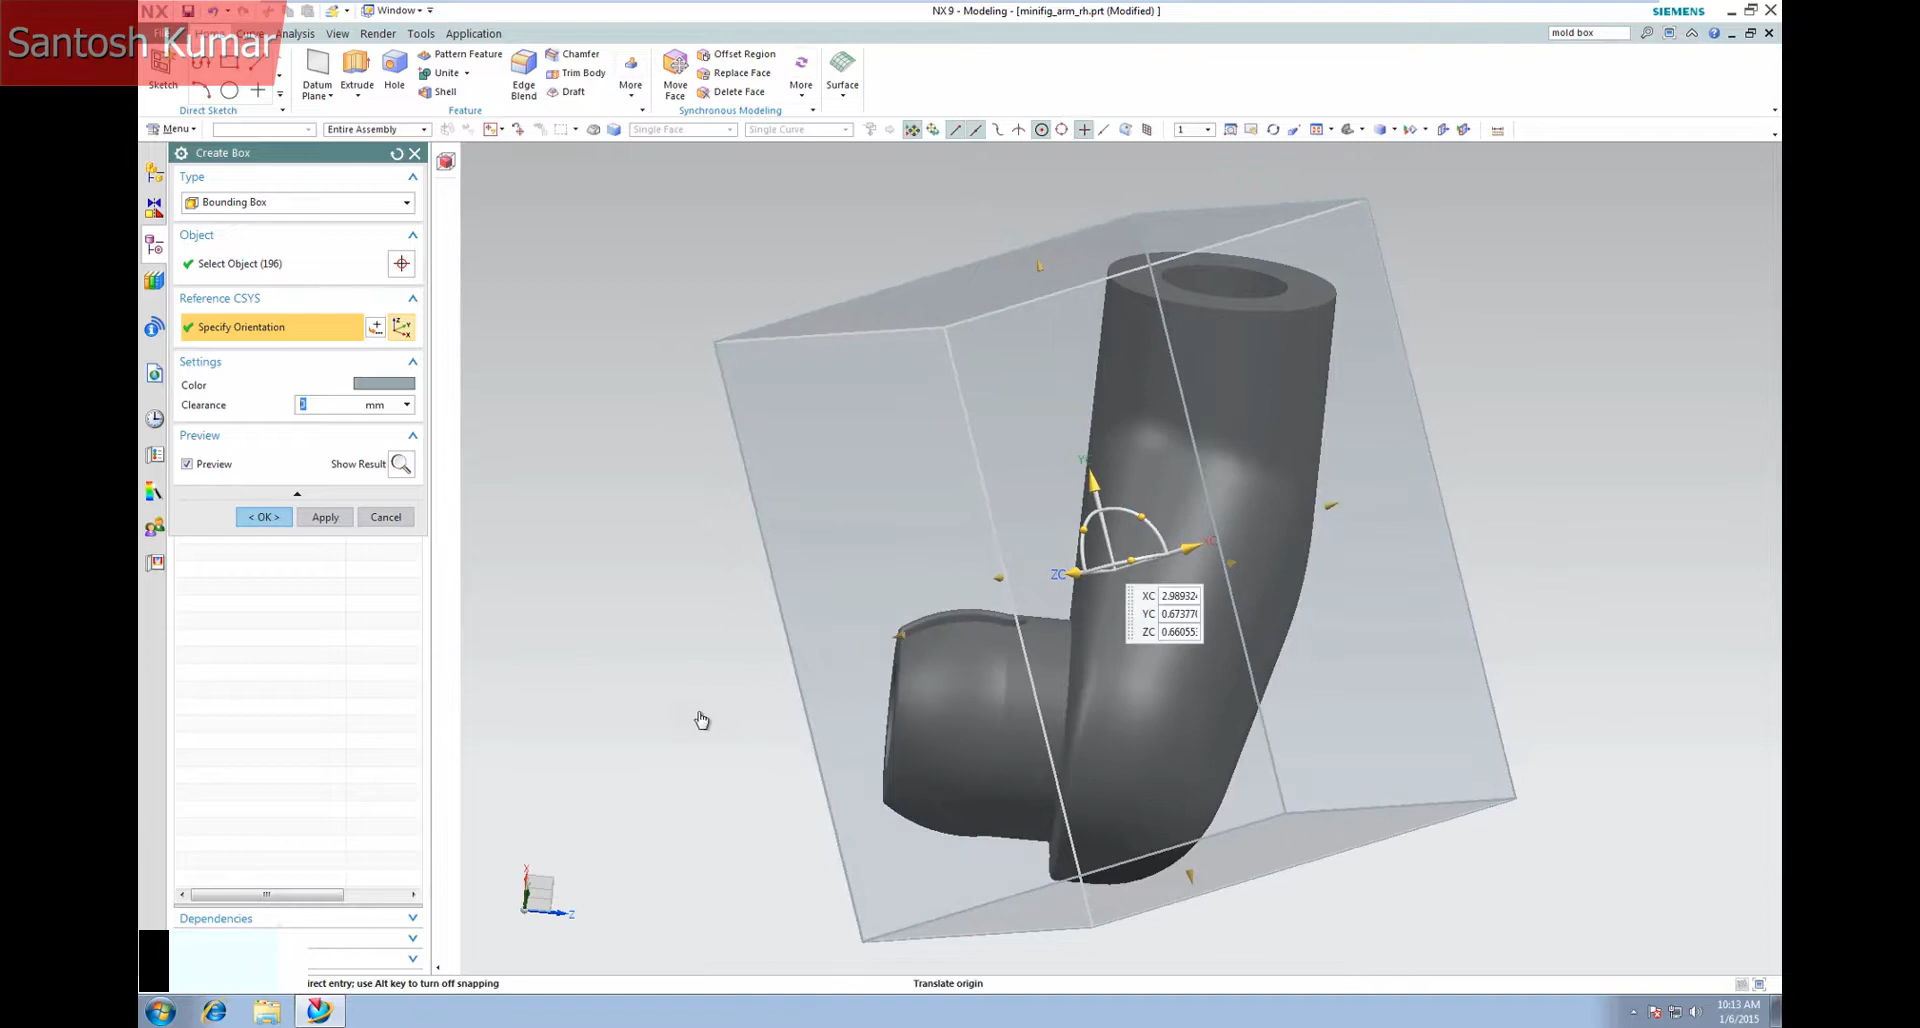 Santosh Kumar
NX
Window
NX 9 - Modeling - [minifig_arm_rh.prt (Modified) ]
SIEMENS
File
Home
Curve
Analysis
View
Render
Tools
Application
mold box
Sketch
Direct Sketch
Datum Plane
Extrude
Hole
Pattern Feature
Unite
Shell
Edge Blend
Chamfer
Trim Body
Draft
More
Feature
Move Face
Offset Region
Replace Face
Delete Face
More
Synchronous Modeling
Surface
Menu
Entire Assembly
Single Face
Single Curve
1
Create Box
Type
Bounding Box
Object
Select Object (196)
Reference CSYS
Specify Orientation
Settings
Color
Clearance
mm
Preview
Preview
Show Result
< OK >
Apply
Cancel
Dependencies
YC
XC
ZC
XC 2.98932
YC 0.67377
ZC 0.66055
X
Z
irect entry; use Alt key to turn off snapping
Translate origin
10:13 AM
1/6/2015